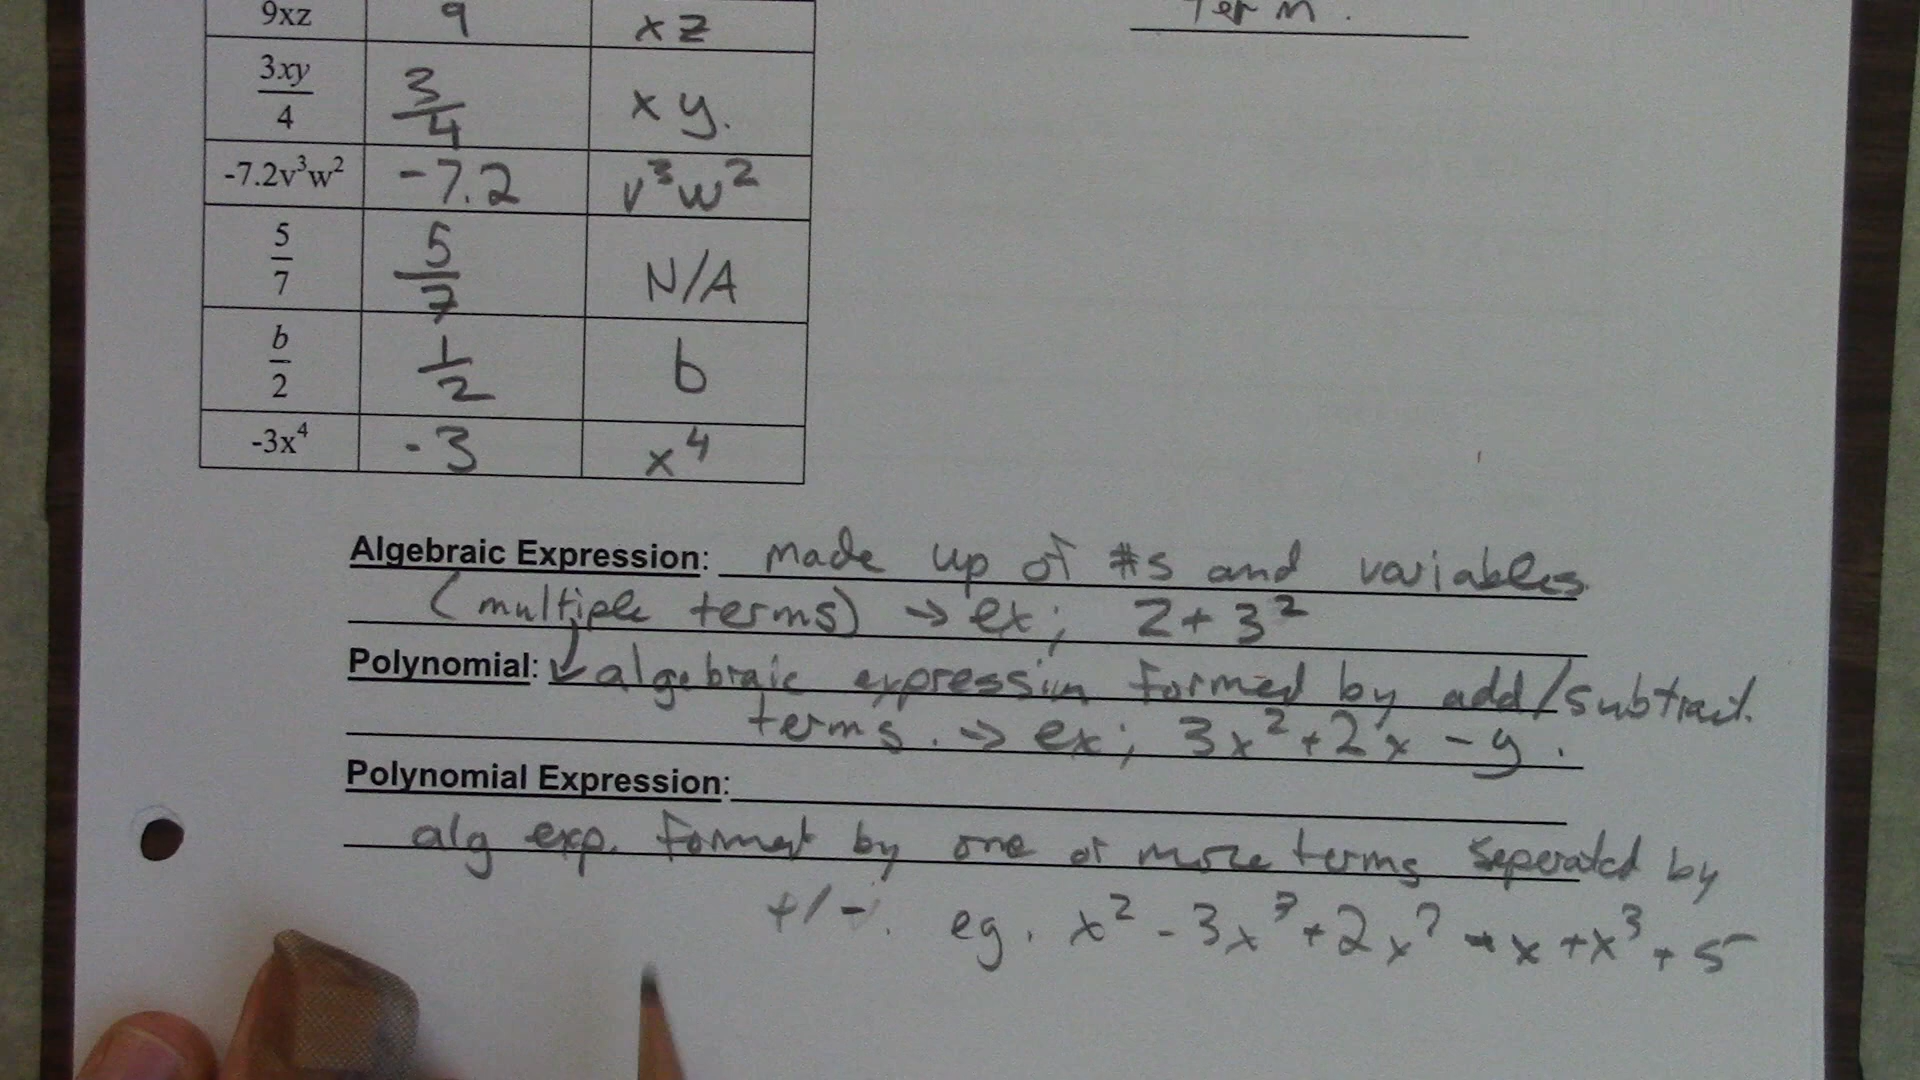 9xz 9 xz
Term.
3xy/4 3/4 xy.
-7.2v³w² -7.2 v³w²
5/7 5/7 N/A
b/2 1/2 b
-3x⁴ -3 x⁴
Algebraic Expression: made up of #s and variables
(multiple terms) → ex; 2+3²
Polynomial: algebraic expression formed by add/subtract.
terms. → ex; 3x²+2x-y.
Polynomial Expression:
alg exp. formed by one or more terms seperated by
+/-. eg. x² - 3x + 2x + x + x³ + 5